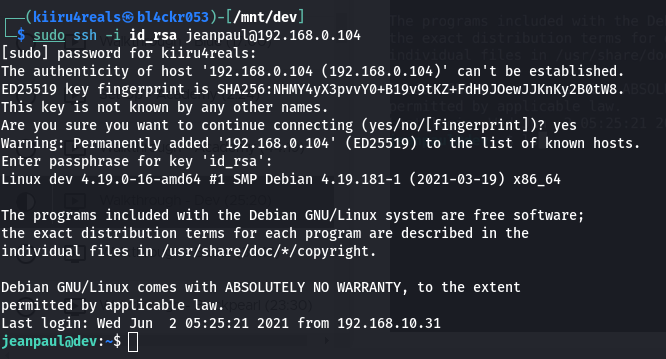 ┌──(kiiru4reals㉿bl4ckr053)-[/mnt/dev]
└─$ sudo ssh -i id_rsa jeanpaul@192.168.0.104
[sudo] password for kiiru4reals:
The authenticity of host '192.168.0.104 (192.168.0.104)' can't be established.
ED25519 key fingerprint is SHA256:NHMY4yX3pvvY0+B19v9tKZ+FdH9JOewJJKnKy2B0tW8.
This key is not known by any other names.
Are you sure you want to continue connecting (yes/no/[fingerprint])? yes
Warning: Permanently added '192.168.0.104' (ED25519) to the list of known hosts.
Enter passphrase for key 'id_rsa':
Linux dev 4.19.0-16-amd64 #1 SMP Debian 4.19.181-1 (2021-03-19) x86_64

The programs included with the Debian GNU/Linux system are free software;
the exact distribution terms for each program are described in the
individual files in /usr/share/doc/*/copyright.

Debian GNU/Linux comes with ABSOLUTELY NO WARRANTY, to the extent
permitted by applicable law.
Last login: Wed Jun  2 05:25:21 2021 from 192.168.10.31
jeanpaul@dev:~$